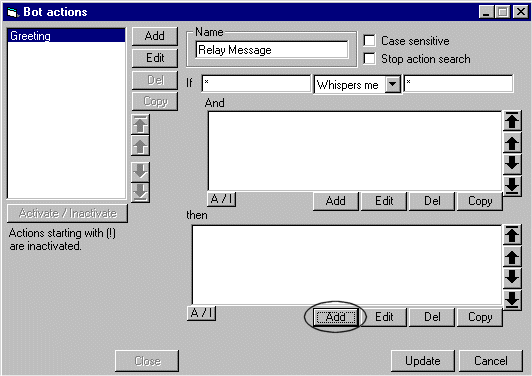 Bot actions
Greeting
Add
Edit
Del
Copy
Activate / Inactivate
Actions starting with (!)
are inactivated.
Close
Name
Relay Message
Case sensitive
Stop action search
If * Whispers me *
And
A / I Add Edit Del Copy
then
A / I Add Edit Del Copy
Update Cancel